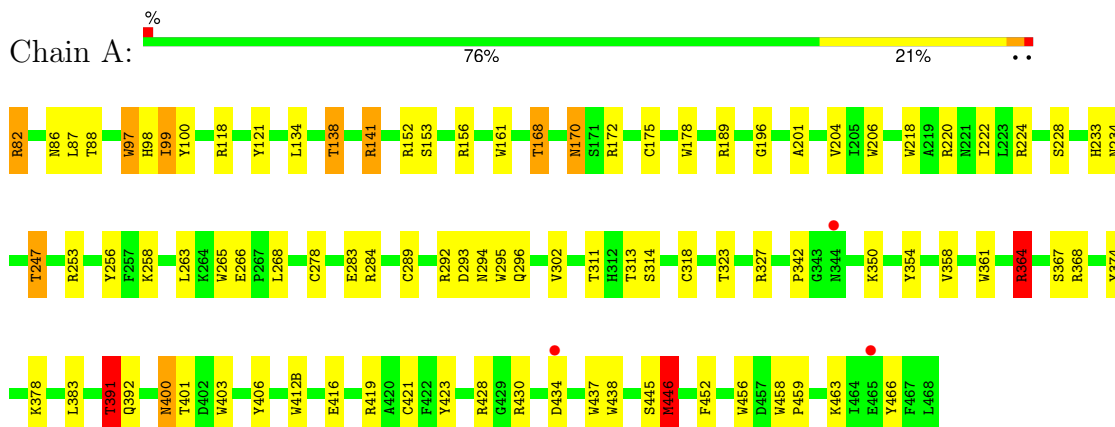 %
Chain A:
76% 21% • •
R82 N86 L87 T88 W97 H98 I99 Y100 R118 Y121 L134 T138 R141 R152 S153 R156 W161 T168 N170 S171 R172 C175 W178 R189 G196 A201 V204 I205 W206 W218 A219 R220 N221 I222 L223 R224 S228 H233
T247 R253 Y256 F257 K258 L263 K264 W265 E266 P267 L268 C278 E283 R284 C289 R292 D293 N294 W295 Q296 V302 T311 H312 T313 S314 C318 T323 R327 P342 G343 N344 K350 Y354 V358 W361 R364 S367 R368
K378 L383 T391 Q392 N400 T401 D402 W403 Y406 W412B E416 R419 A420 C421 F422 Y423 R428 G429 R430 D434 W437 W438 S445 M446 F452 W456 D457 W458 P459 K463 I464 E465 Y466 F467 L468